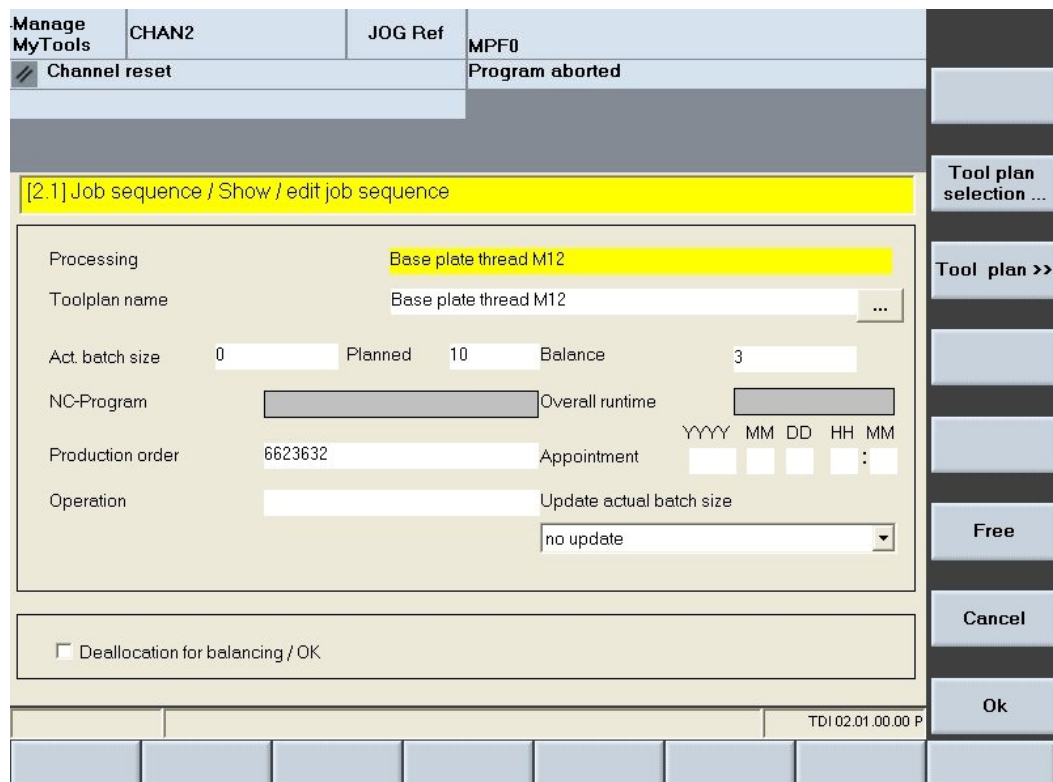 Manage
MyTools
CHAN2
JOG Ref
MPF0
Channel reset
Program aborted
[2.1] Job sequence / Show / edit job sequence
Processing
Base plate thread M12
Toolplan name
Base plate thread M12
...
Act. batch size
0
Planned
10
Balance
3
NC-Program
Overall runtime
YYYY MM DD HH MM
Production order
6623632
Appointment
:
Operation
Update actual batch size
no update
Deallocation for balancing / OK
TDI 02.01.00.00 P
Tool plan
selection ...
Tool plan >>
Free
Cancel
Ok